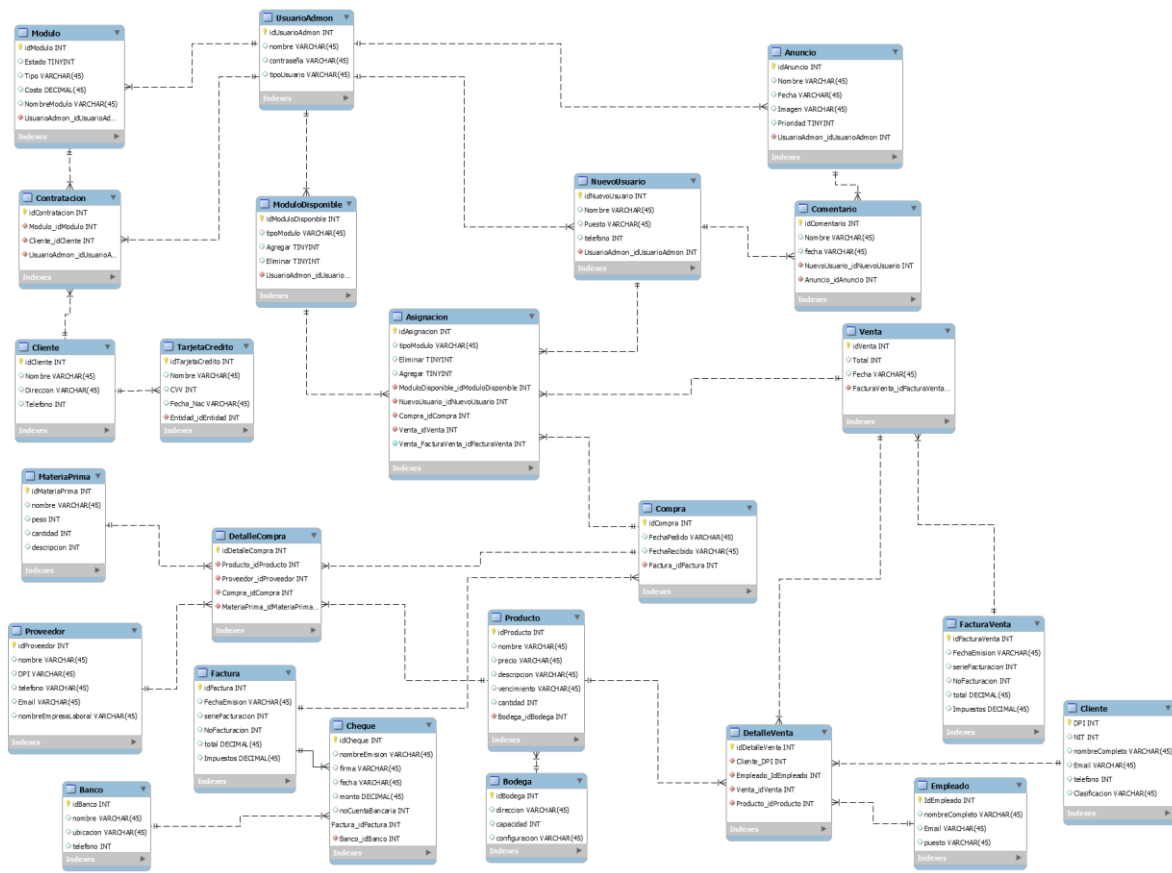 Modulo
idModulo INT
Estado TINYINT
Tipo VARCHAR(45)
Costo DECIMAL(45)
NombreModulo VARCHAR(45)
UsuarioAdmon_idUsuarioAd...
Indexes
UsuarioAdmon
idUsuarioAdmon INT
nombre VARCHAR(45)
contraseña VARCHAR(45)
tipoUsuario VARCHAR(45)
Indexes
Anuncio
idAnuncio INT
Nombre VARCHAR(45)
Fecha VARCHAR(45)
Imagen VARCHAR(45)
Prioridad TINYINT
UsuarioAdmon_idUsuarioAdmon INT
Indexes
Contratacion
idContratacion INT
Modulo_idModulo INT
Cliente_idCliente INT
UsuarioAdmon_idUsuarioA...
Indexes
ModuloDisponible
idModuloDisponible INT
tipoModulo VARCHAR(45)
Agregar TINYINT
Eliminar TINYINT
UsuarioAdmon_idUsuario...
Indexes
NuevoUsuario
idNuevoUsuario INT
Nombre VARCHAR(45)
Puesto VARCHAR(45)
telefono INT
UsuarioAdmon_idUsuarioAdmon INT
Indexes
Comentario
idComentario INT
Nombre VARCHAR(45)
fecha VARCHAR(45)
NuevoUsuario_idNuevoUsuario INT
Anuncio_idAnuncio INT
Indexes
Cliente
idCliente INT
Nombre VARCHAR(45)
Direccion VARCHAR(45)
Telefono INT
Indexes
TarjetaCredito
idTarjetaCredito INT
Nombre VARCHAR(45)
CVV INT
Fecha_Nac VARCHAR(45)
Entidad_idEntidad INT
Indexes
Asignacion
idAsignacion INT
tipoModulo VARCHAR(45)
Eliminar TINYINT
Agregar TINYINT
ModuloDisponible_idModuloDisponible INT
NuevoUsuario_idNuevoUsuario INT
Compra_idCompra INT
Venta_idVenta INT
Venta_FacturaVenta_idFacturaVenta INT
Indexes
Venta
idVenta INT
Total INT
Fecha VARCHAR(45)
FacturaVenta_idFacturaVenta...
Indexes
MateriaPrima
idMateriaPrima INT
nombre VARCHAR(45)
peso INT
cantidad INT
descripcion INT
Indexes
DetalleCompra
idDetalleCompra INT
Producto_idProducto INT
Proveedor_idProveedor INT
Compra_idCompra INT
MateriaPrima_idMateriaPrima...
Indexes
Compra
idCompra INT
FechaPedido VARCHAR(45)
FechaRecibido VARCHAR(45)
Factura_idFactura INT
Indexes
Proveedor
idProveedor INT
nombre VARCHAR(45)
DPI VARCHAR(45)
telefono VARCHAR(45)
Email VARCHAR(45)
nombreEmpresaLaboral VARCHAR(45)
Indexes
Factura
idFactura INT
FechaEmision VARCHAR(45)
serieFacturacion INT
NoFacturacion INT
total DECIMAL(45)
Impuestos DECIMAL(45)
Indexes
Producto
idProducto INT
nombre VARCHAR(45)
precio VARCHAR(45)
descripcion VARCHAR(45)
vencimiento VARCHAR(45)
cantidad INT
Bodega_idBodega INT
Indexes
FacturaVenta
idFacturaVenta INT
FechaEmision VARCHAR(45)
serieFacturacion INT
NoFacturacion INT
total DECIMAL(45)
Impuestos DECIMAL(45)
Indexes
Cheque
idCheque INT
nombreEmision VARCHAR(45)
firma VARCHAR(45)
fecha VARCHAR(45)
monto DECIMAL(45)
noCuentaBancaria INT
Factura_idFactura INT
Banco_idBanco INT
Indexes
Cliente
DPI INT
NIT INT
nombreCompleto VARCHAR(45)
Email VARCHAR(45)
telefono INT
Clasificacion VARCHAR(45)
Indexes
DetalleVenta
idDetalleVenta INT
Cliente_DPI INT
Empleado_IdEmpleado INT
Venta_idVenta INT
Producto_idProducto INT
Indexes
Banco
idBanco INT
nombre VARCHAR(45)
ubicacion VARCHAR(45)
telefono INT
Indexes
Bodega
idBodega INT
direccion VARCHAR(45)
capacidad INT
configuracion VARCHAR(45)
Indexes
Empleado
IdEmpleado INT
nombreCompleto VARCHAR(45)
Email VARCHAR(45)
puesto VARCHAR(45)
Indexes